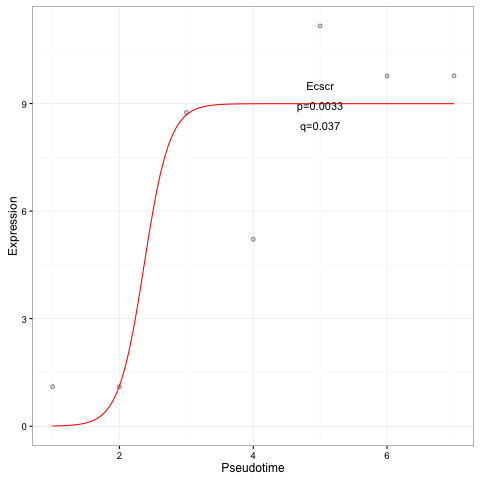 Ecscr
p=0.0033
q=0.037
9
6
3
0
Expression
2 4 6
Pseudotime